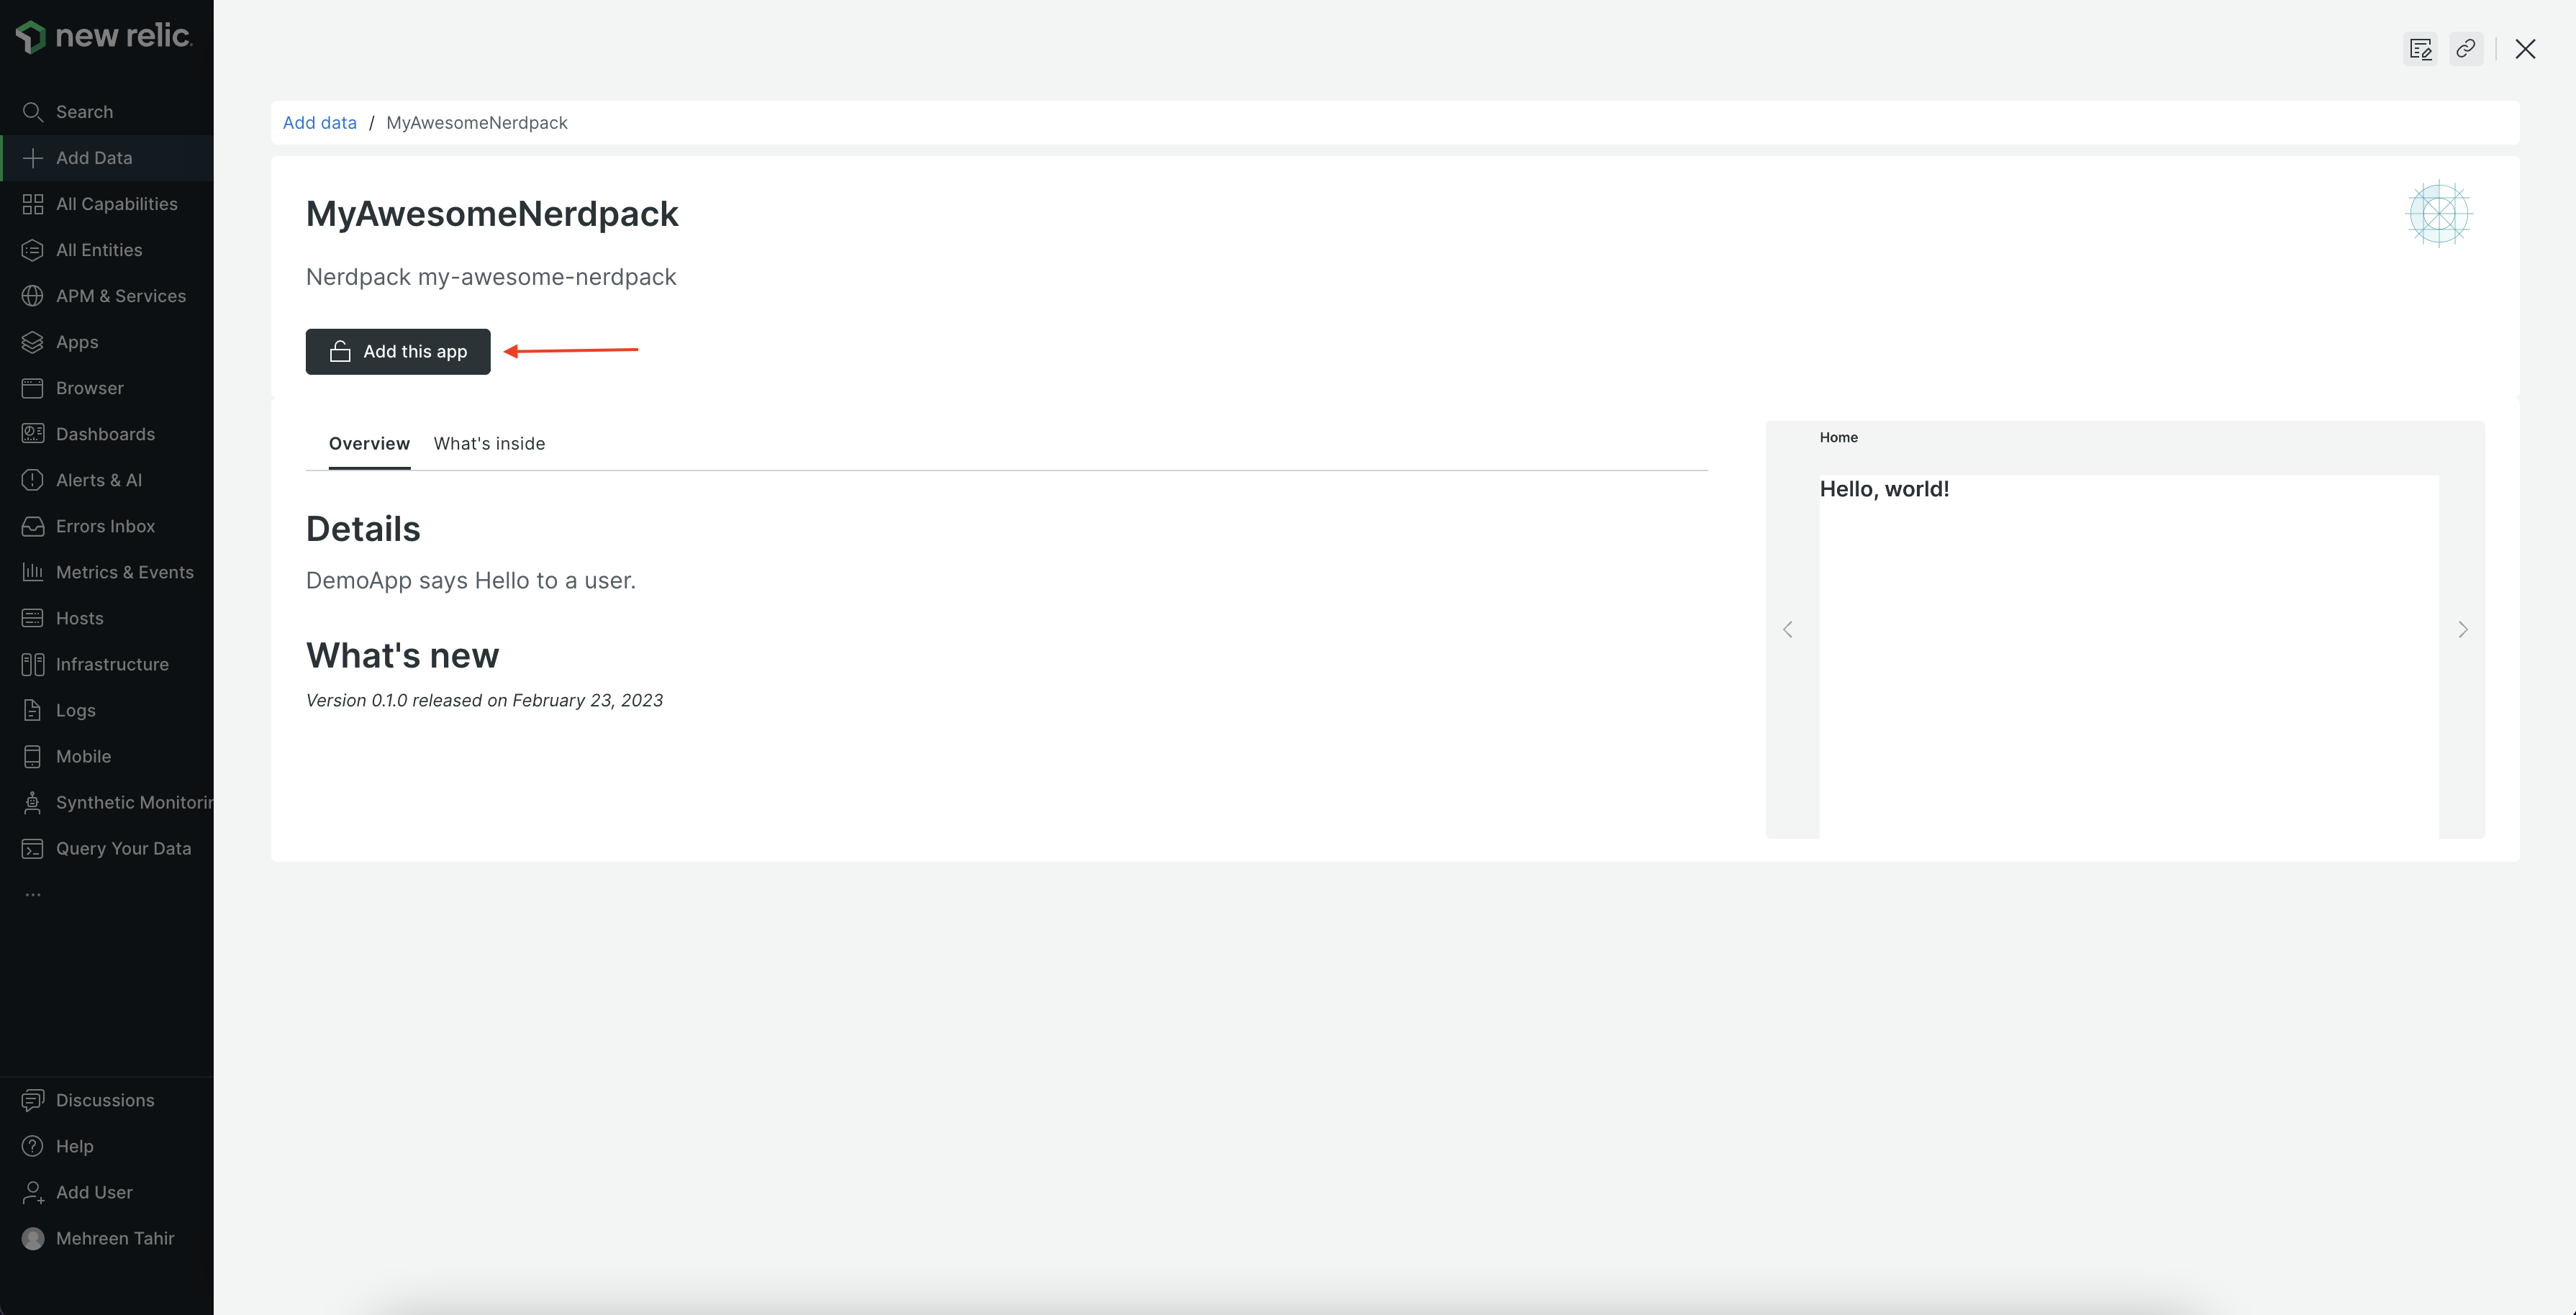 new relic.
Search
Add Data
All Capabilities
All Entities
APM & Services
Apps
Browser
Dashboards
Alerts & AI
Errors Inbox
Metrics & Events
Hosts
Infrastructure
Logs
Mobile
Synthetic Monitorin
Query Your Data
...
Discussions
Help
Add User
Mehreen Tahir
Add data / MyAwesomeNerdpack
MyAwesomeNerdpack
Nerdpack my-awesome-nerdpack
Add this app
Overview What's inside
Details
DemoApp says Hello to a user.
What's new
Version 0.1.0 released on February 23, 2023
Home
Hello, world!